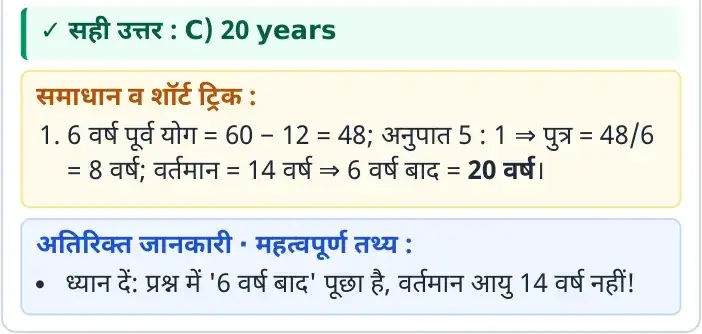 ✓ सही उत्तर : C) 20 years
समाधान व शॉर्ट ट्रिक :
1. 6 वर्ष पूर्व योग = 60 − 12 = 48; अनुपात 5 : 1 ⇒ पुत्र = 48/6
= 8 वर्ष; वर्तमान = 14 वर्ष ⇒ 6 वर्ष बाद = 20 वर्ष।
अतिरिक्त जानकारी · महत्वपूर्ण तथ्य :
• ध्यान दें: प्रश्न में '6 वर्ष बाद' पूछा है, वर्तमान आयु 14 वर्ष नहीं!